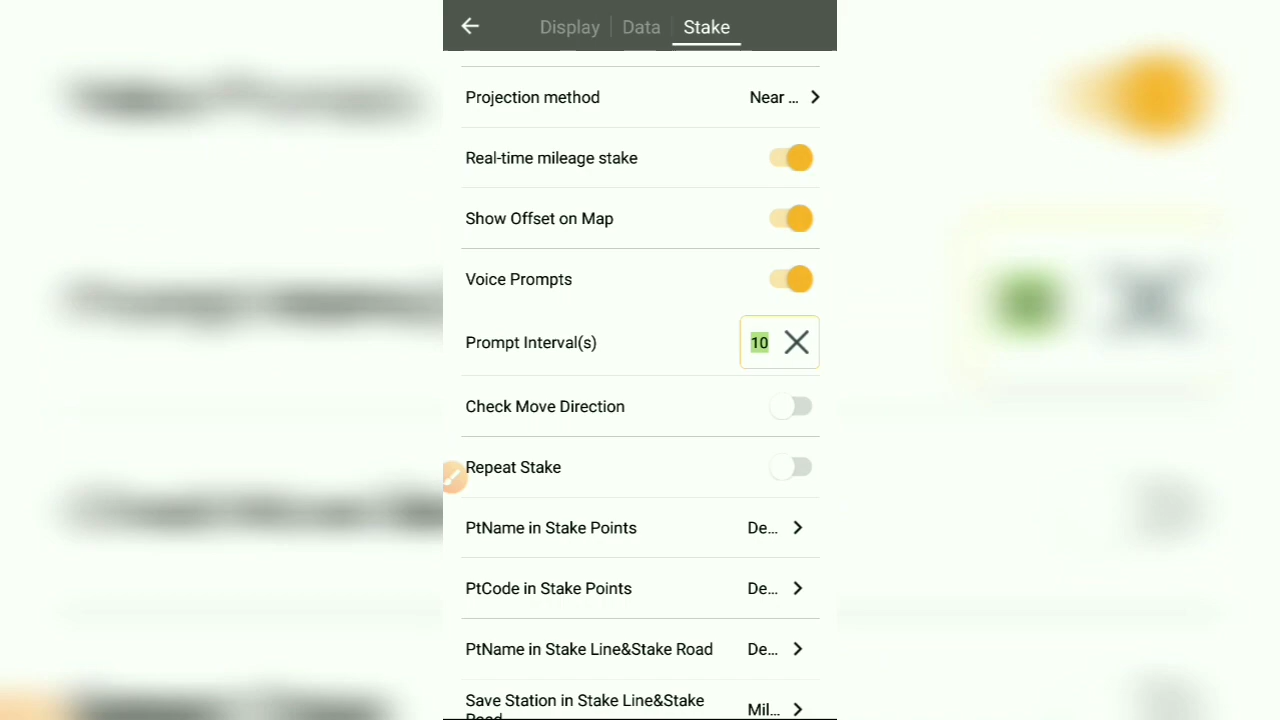 Display Data Stake
Projection method Near ...
Real-time mileage stake
Show Offset on Map
Voice Prompts
Prompt Interval(s) 10
Check Move Direction
Repeat Stake
PtName in Stake Points De...
PtCode in Stake Points De...
PtName in Stake Line&Stake Road De...
Save Station in Stake Line&Stake Mil...
Road